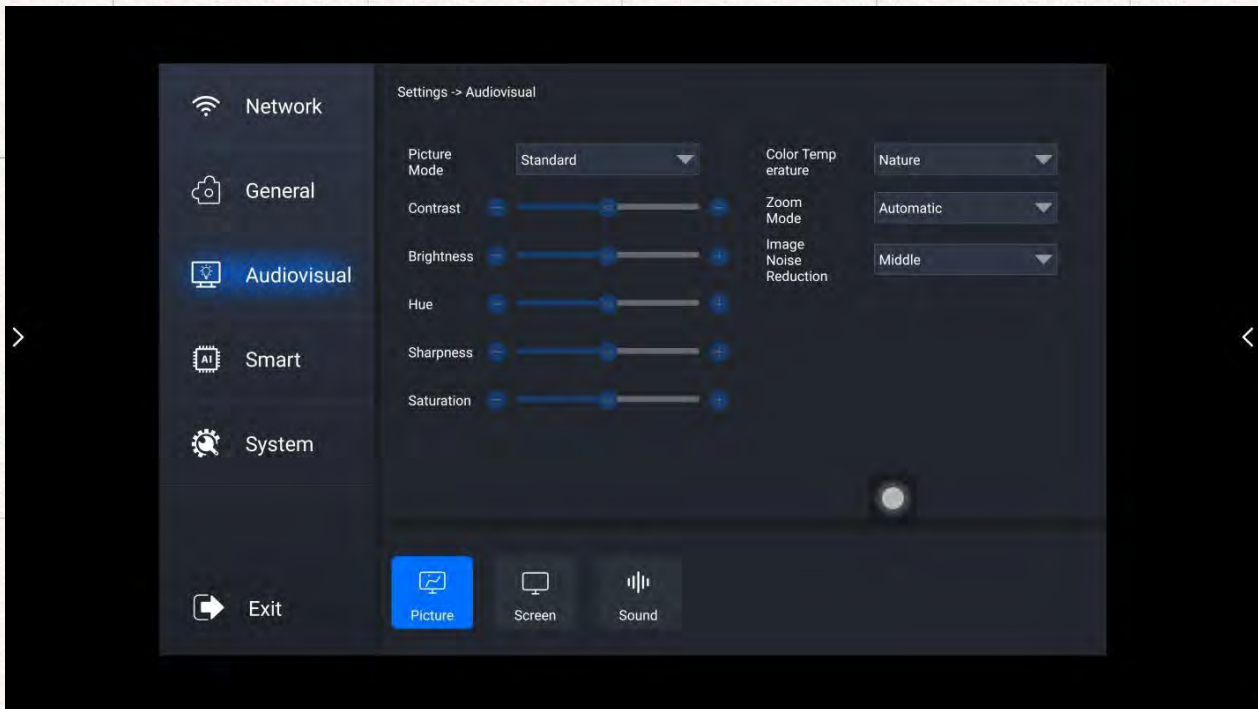 Network
General
Audiovisual
AI
Smart
System
Exit
Settings -> Audiovisual
Picture
Mode
Standard
Contrast
Brightness
Hue
Sharpness
Saturation
Color Temp
erature
Nature
Zoom
Mode
Automatic
Image
Noise
Reduction
Middle
Picture
Screen
Sound